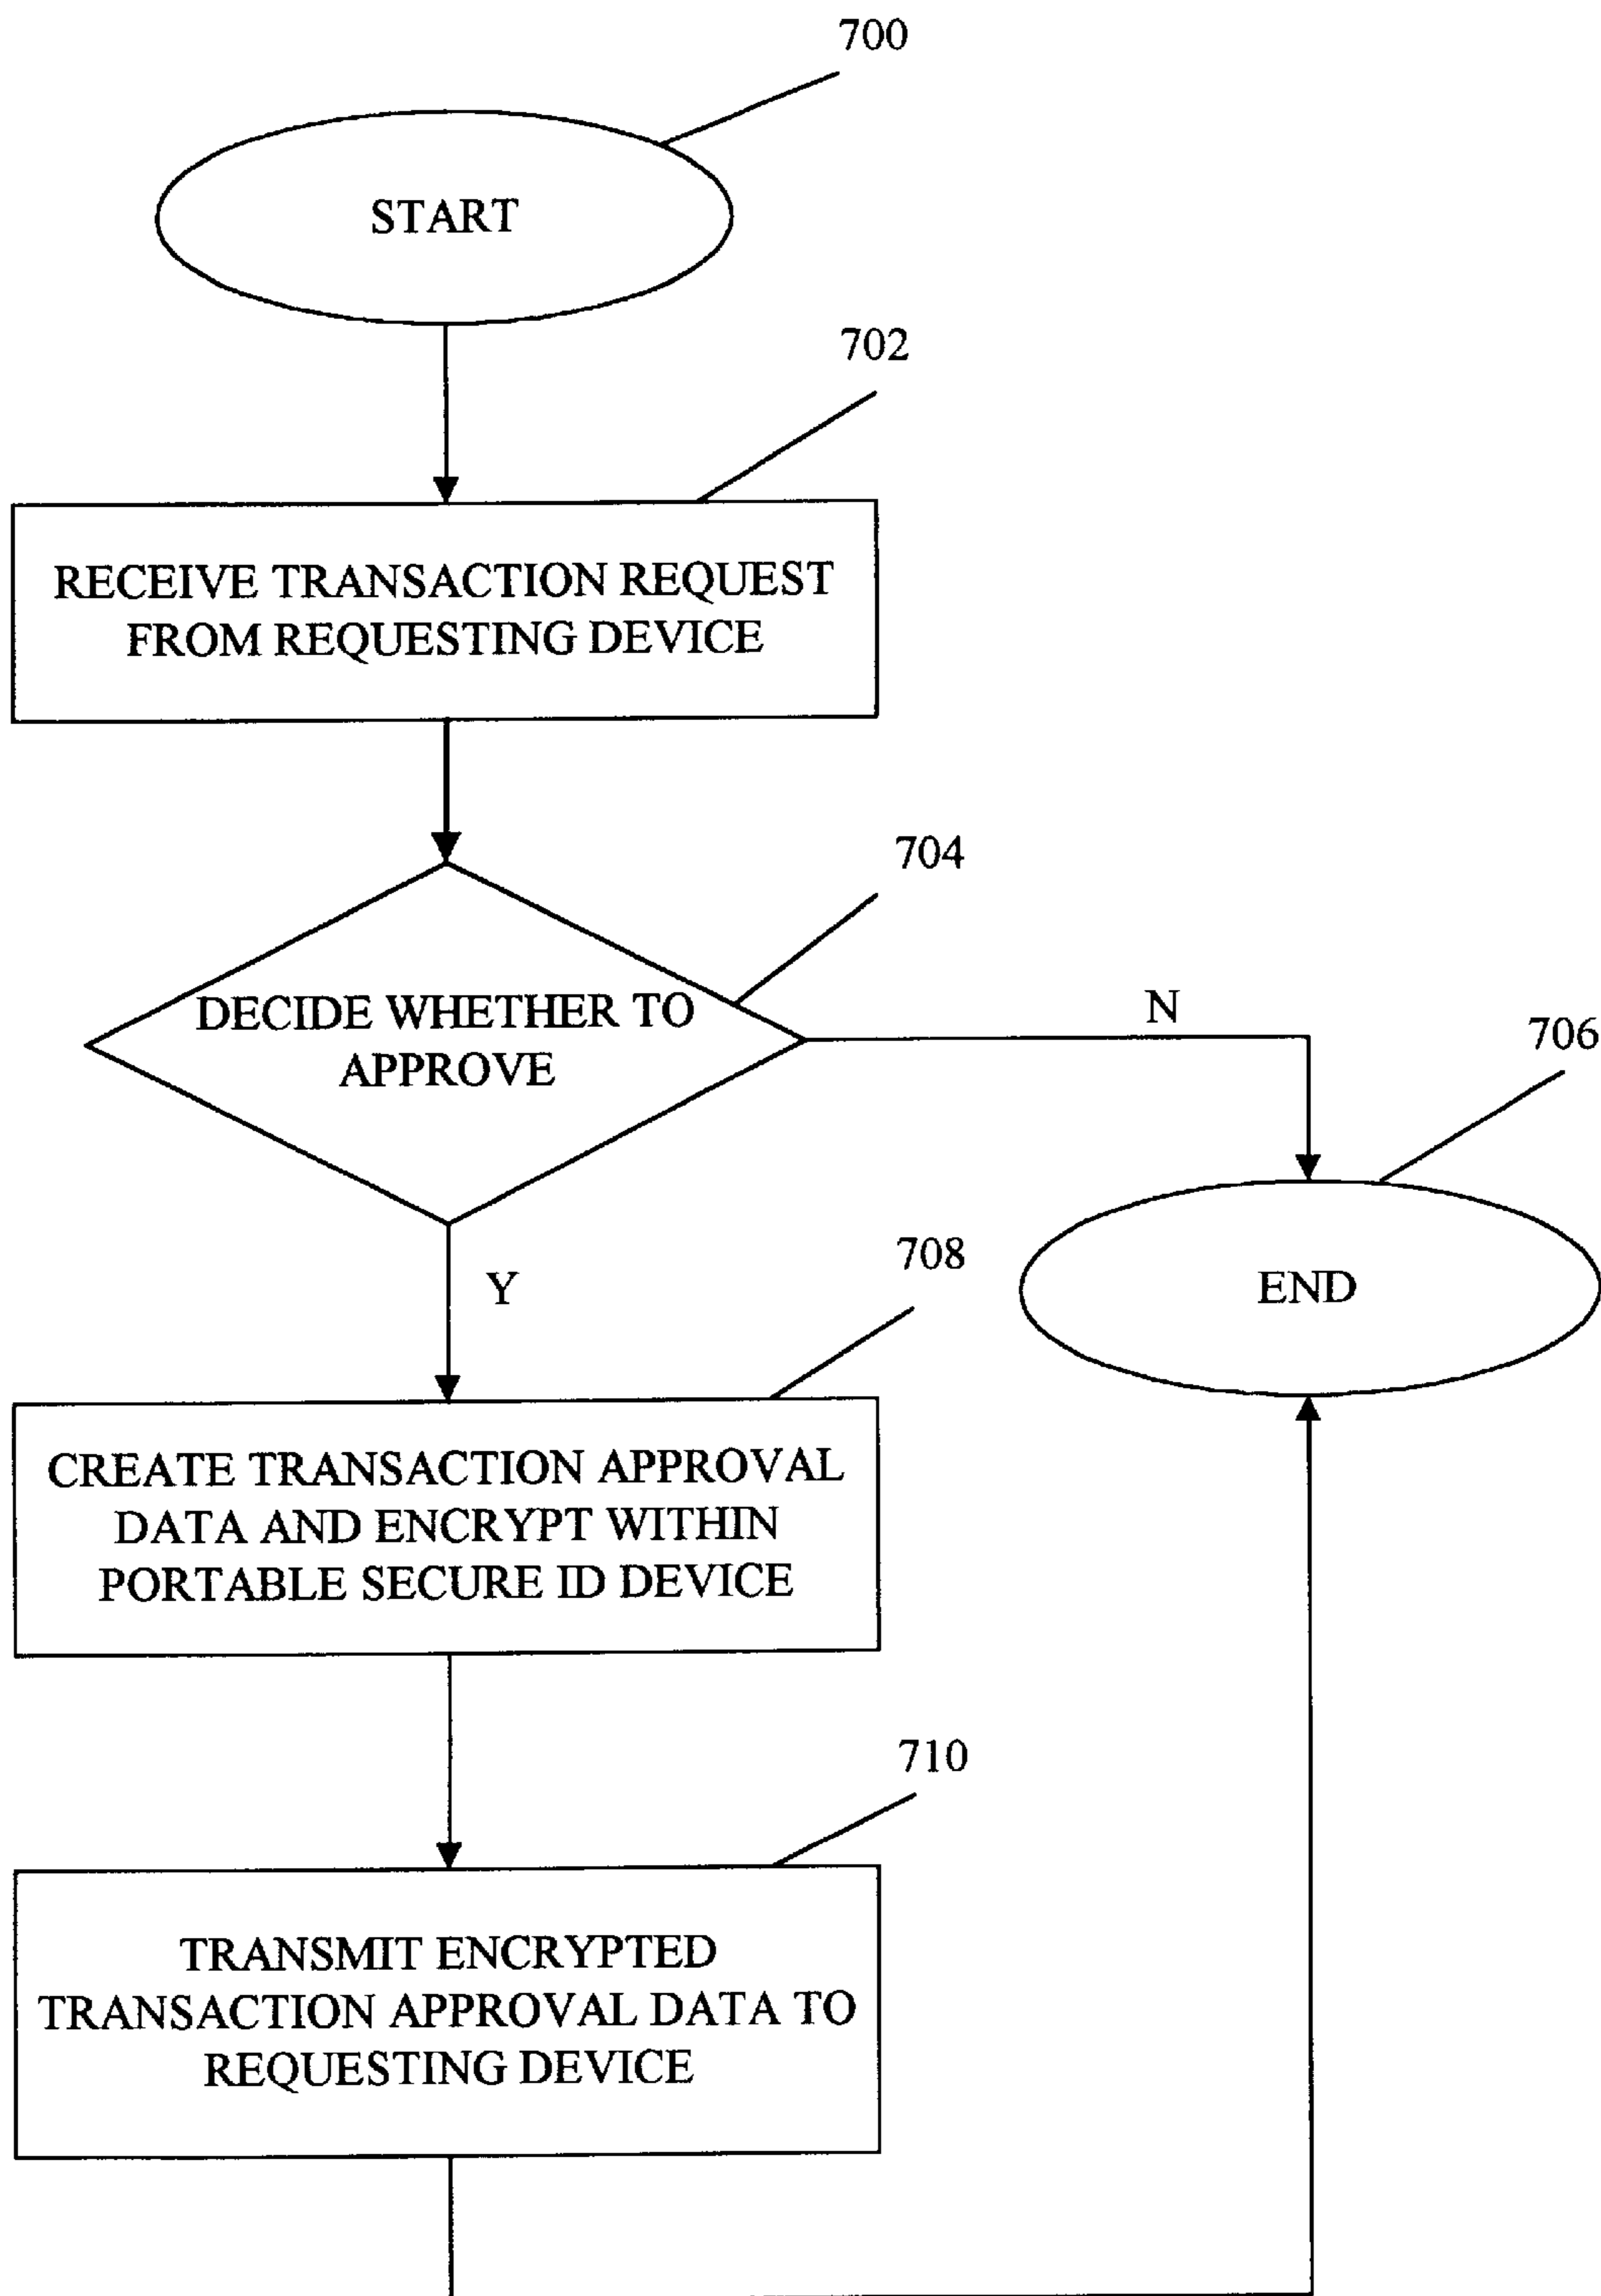 700
START
702
RECEIVE TRANSACTION REQUEST
FROM REQUESTING DEVICE
704
DECIDE WHETHER TO
APPROVE
N
706
END
Y
708
CREATE TRANSACTION APPROVAL
DATA AND ENCRYPT WITHIN
PORTABLE SECURE ID DEVICE
710
TRANSMIT ENCRYPTED
TRANSACTION APPROVAL DATA TO
REQUESTING DEVICE